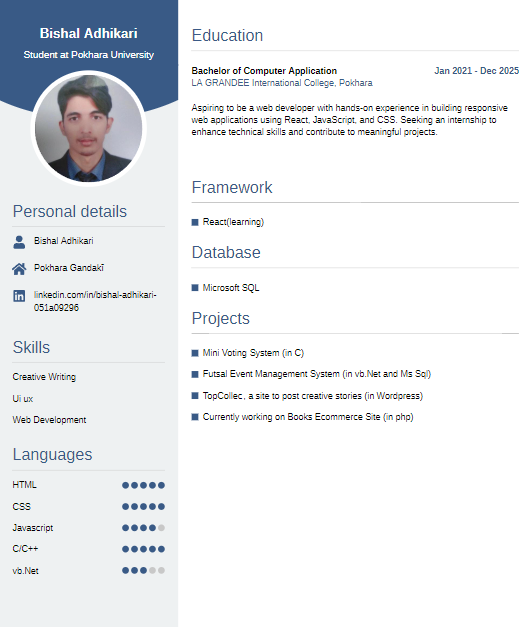 Bishal Adhikari
Student at Pokhara University
Personal details
Bishal Adhikari
Pokhara Gandakī
linkedin.com/in/bishal-adhikari-
051a09296
Skills
Creative Writing
Ui ux
Web Development
Languages
HTML
CSS
Javascript
C/C++
vb.Net
Education
Bachelor of Computer Application Jan 2021 - Dec 2025
LA GRANDEE International College, Pokhara
Aspiring to be a web developer with hands-on experience in building responsive
web applications using React, JavaScript, and CSS. Seeking an internship to
enhance technical skills and contribute to meaningful projects.
Framework
React(learning)
Database
Microsoft SQL
Projects
Mini Voting System (in C)
Futsal Event Management System (in vb.Net and Ms Sql)
TopCollec, a site to post creative stories (in Wordpress)
Currently working on Books Ecommerce Site (in php)